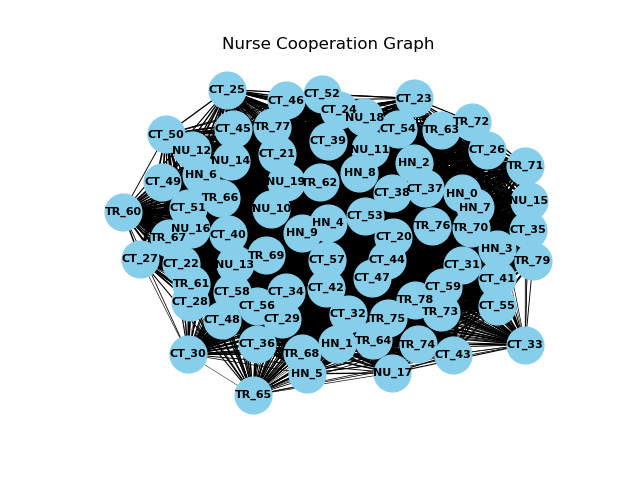 Nurse Cooperation Graph
CT_25
CT_52
CT_46
CT_23
CT_24
NU_18
TR_72
CT_45
TR_77
CT_54
TR_63
CT_50
CT_39
NU_12
NU_11
CT_26
CT_21
NU_14
HN_2
TR_71
HN_6
HN_8
CT_49
NU_19
TR_62
CT_37
CT_38
HN_0
TR_66
NU_15
CT_51
NU_10
HN_7
TR_60
CT_53
HN_4
NU_16
TR_76
TR_70
CT_35
HN_9
CT_40
TR_67
CT_20
HN_3
TR_69
CT_27
CT_57
CT_44
TR_79
CT_22
NU_13
CT_31
CT_47
CT_41
TR_61
CT_42
CT_59
CT_58
CT_34
CT_28
TR_78
CT_56
CT_55
CT_48
CT_29
CT_32
TR_75
TR_73
CT_36
HN_1
TR_64
TR_74
CT_33
CT_30
TR_68
CT_43
HN_5
NU_17
TR_65